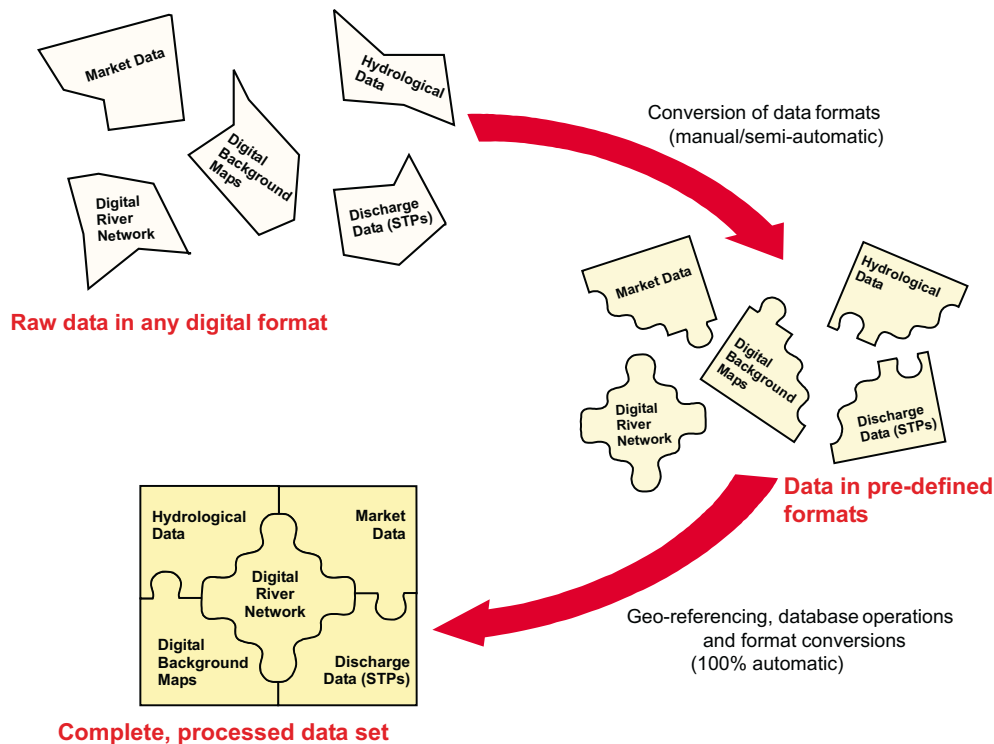 Market Data
Hydrological
Data
Digital
Background
Maps
Digital
River
Network
Discharge
Data (STPs)
Raw data in any digital format
Conversion of data formats
(manual/semi-automatic)
Market Data
Hydrological
Data
Digital
Background
Maps
Digital
River
Network
Discharge
Data (STPs)
Data in pre-defined
formats
Geo-referencing, database operations
and format conversions
(100% automatic)
Hydrological
Data
Market
Data
Digital
River
Network
Digital
Background
Maps
Discharge
Data (STPs)
Complete, processed data set